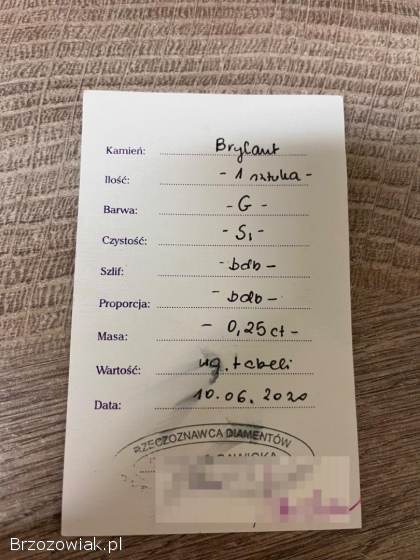 Kamień: Brylant
Ilość: - 1 sztuka -
Barwa: - G -
Czystość: - SI -
Szlif: - bdb -
Proporcja: - bdb -
Masa: - 0,25 ct -
Wartość: wg. tabeli
Data: 10.06.2020
RZECZOZNAWCA DIAMENTÓW
Brzozowiak.pl